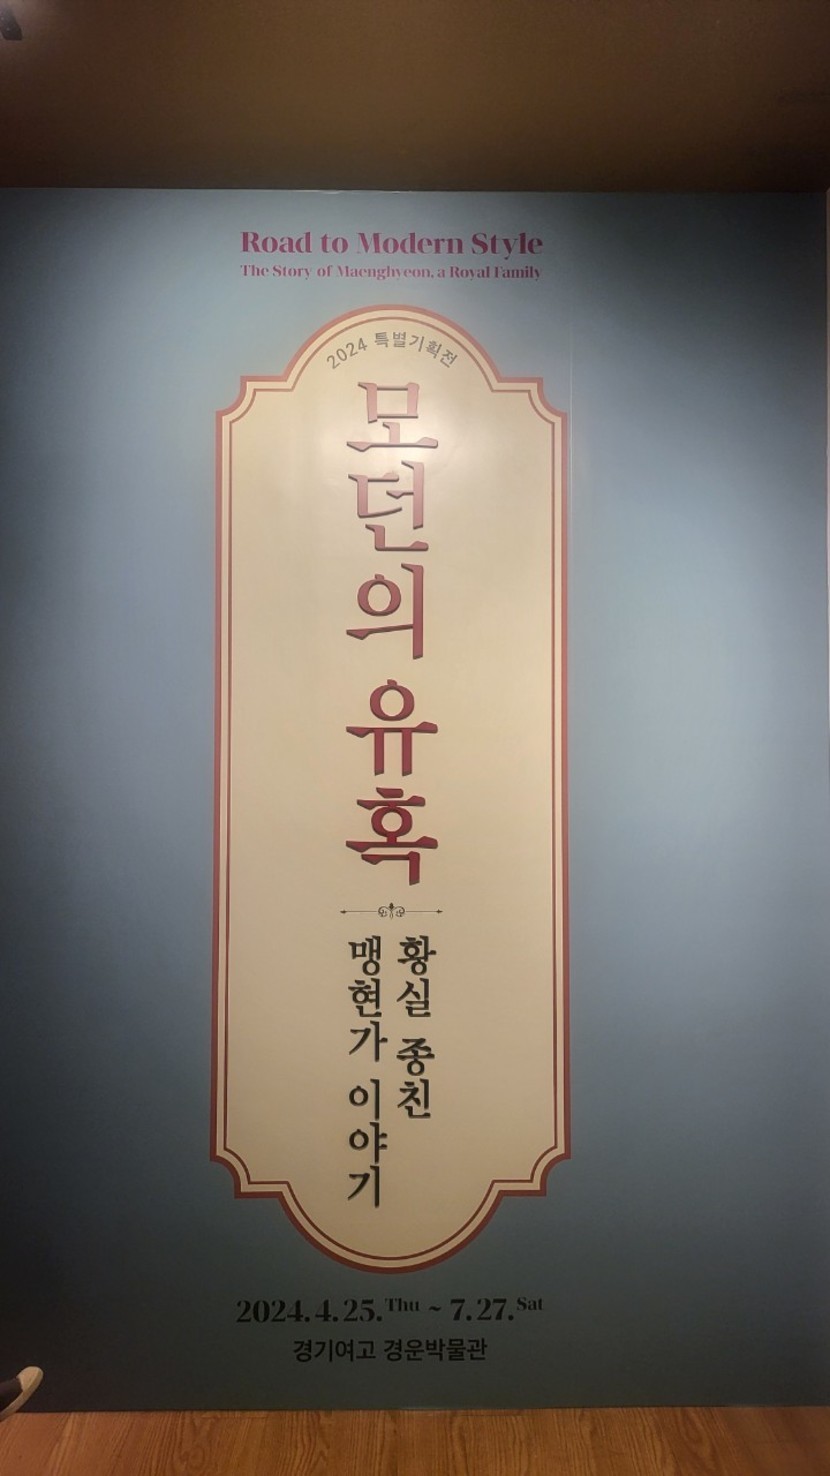 Road to Modern Style
The Story of Maenghyeon, a Royal Family
2024 특별기획전
모던의 유혹
황실 종친
맹현가 이야기
2024. 4. 25. Thu ~ 7. 27. Sat
경기여고 경운박물관